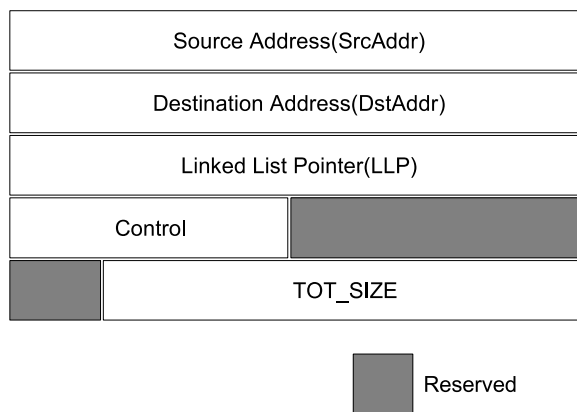 Source Address(SrcAddr)
Destination Address(DstAddr)
Linked List Pointer(LLP)
Control
TOT_SIZE
Reserved